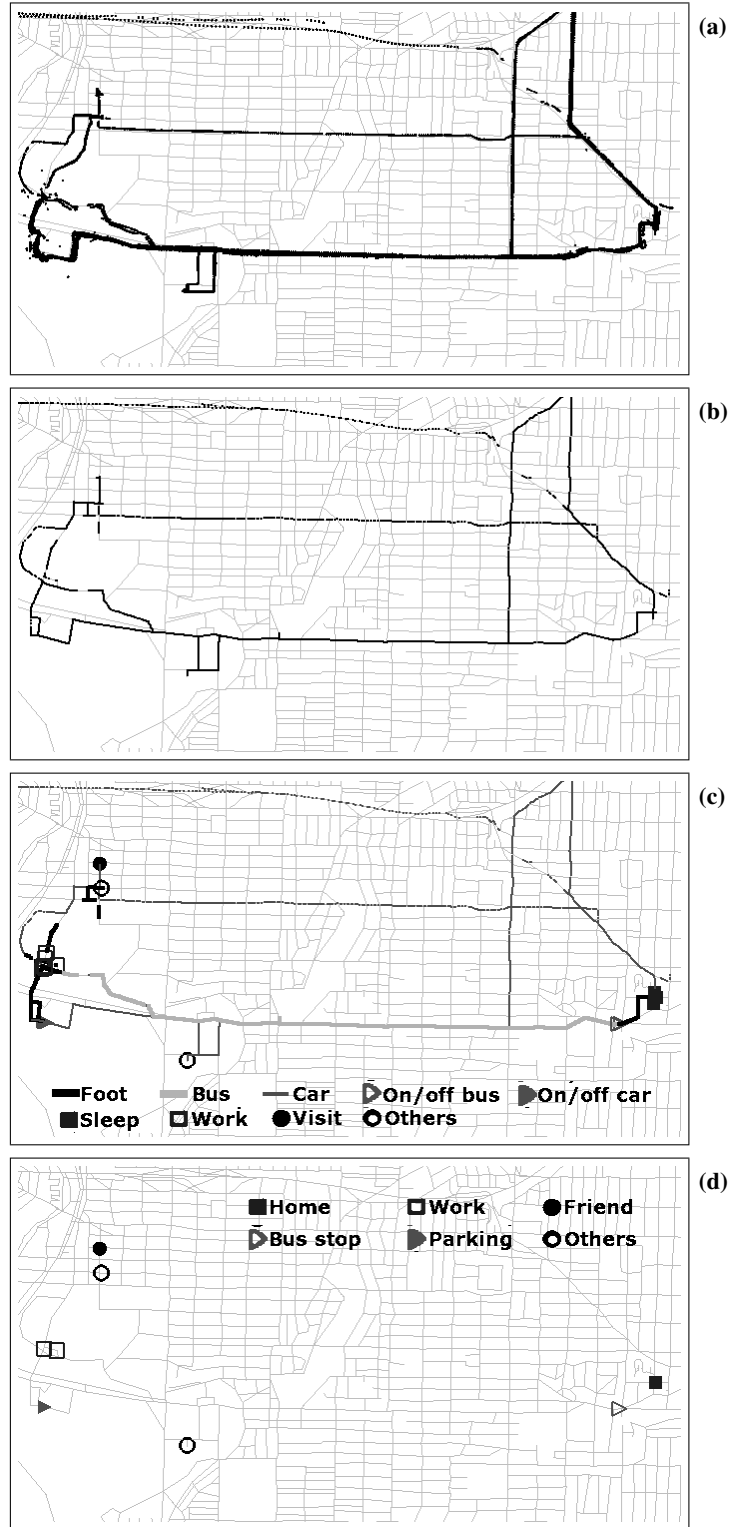 (a)
(b)
(c)
Foot Bus Car On/off bus On/off car
Sleep Work Visit Others
(d)
Home Work Friend
Bus stop Parking Others